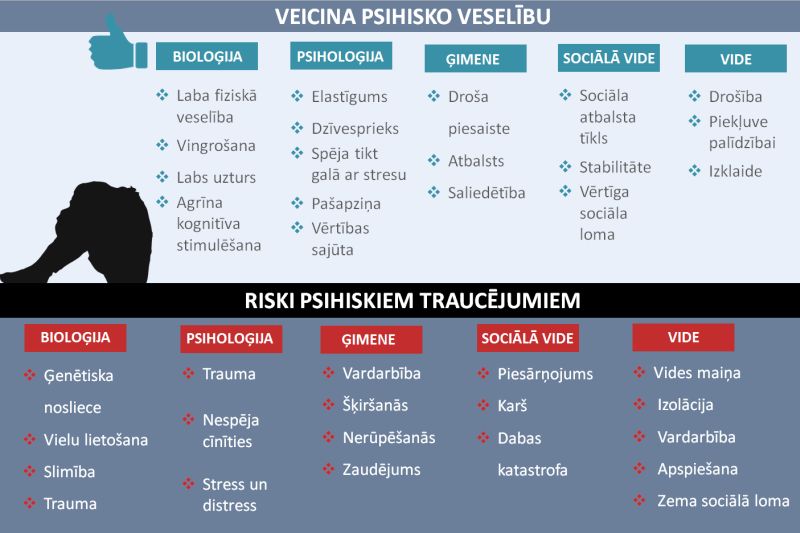 VEICINA PSIHISKO VESELĪBU
BIOLOĢIJA
Laba fiziskā
veselība
Vingrošana
Labs uzturs
Agrīna
kognitīva
stimulēšana
PSIHOLOĢIJA
Elastīgums
Dzīvesprieks
Spēja tikt
galā ar stresu
Pašapziņa
Vērtības
sajūta
ĢIMENE
Droša
piesaiste
Atbalsts
Saliedētība
SOCIĀLĀ VIDE
Sociāla
atbalsta
tīkls
Stabilitāte
Vērtīga
sociāla
loma
VIDE
Drošība
Piekļuve
palīdzībai
Izklaide
RISKI PSIHISKIEM TRAUCĒJUMIEM
BIOLOĢIJA
Ģenētiska
nosliece
Vielu lietošana
Slimība
Trauma
PSIHOLOĢIJA
Trauma
Nespēja
cīnīties
Stress un
distress
ĢIMENE
Vardarbība
Šķiršanās
Nerūpēšanās
Zaudējums
SOCIĀLĀ VIDE
Piesārņojums
Karš
Dabas
katastrofa
VIDE
Vides maiņa
Izolācija
Vardarbība
Apspiešana
Zema sociālā loma